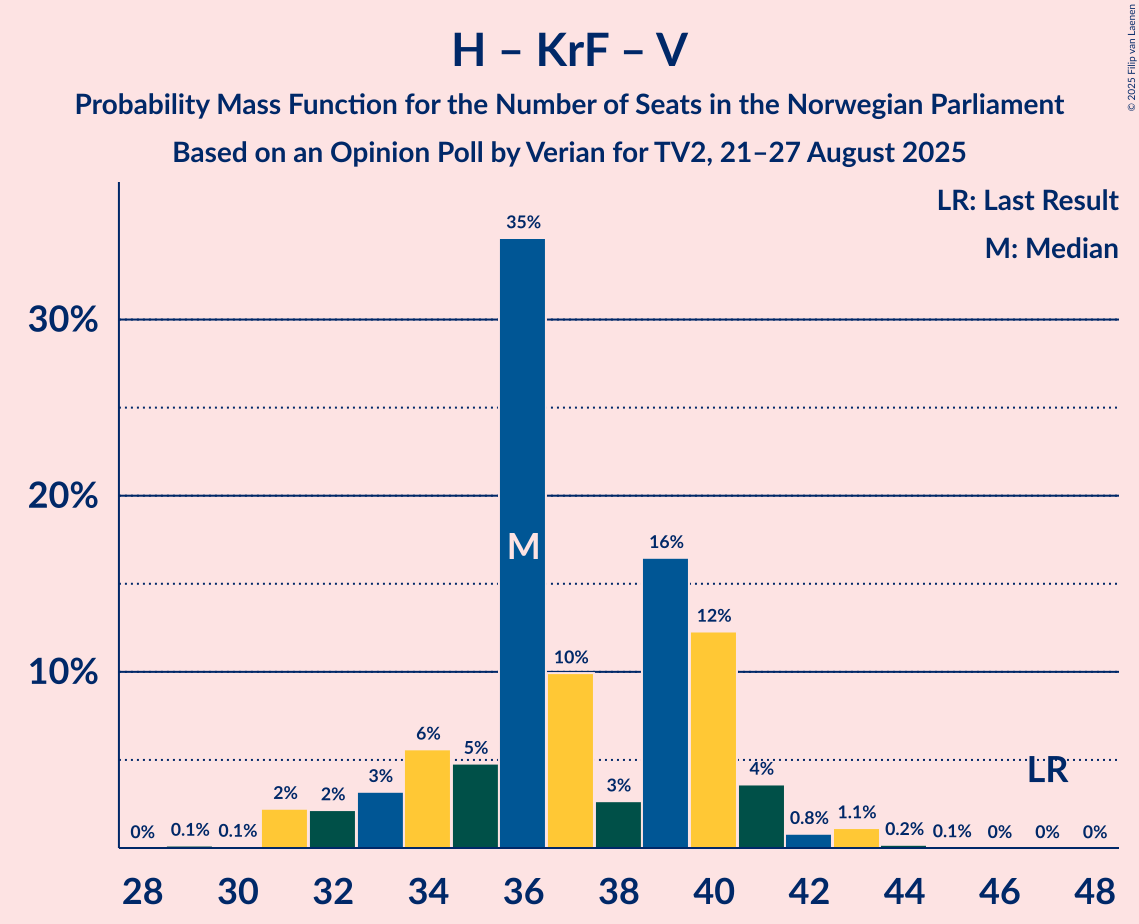 H – KrF – V
Probability Mass Function for the Number of Seats in the Norwegian Parliament
Based on an Opinion Poll by Verian for TV2, 21–27 August 2025
© 2025 Filip van Laenen
LR: Last Result
M: Median
30%
20%
10%
0%
0.1%
0.1%
2%
2%
3%
6%
5%
35%
10%
3%
16%
12%
4%
0.8%
1.1%
0.2%
0.1%
0%
0%
0%
M
LR
28 30 32 34 36 38 40 42 44 46 48